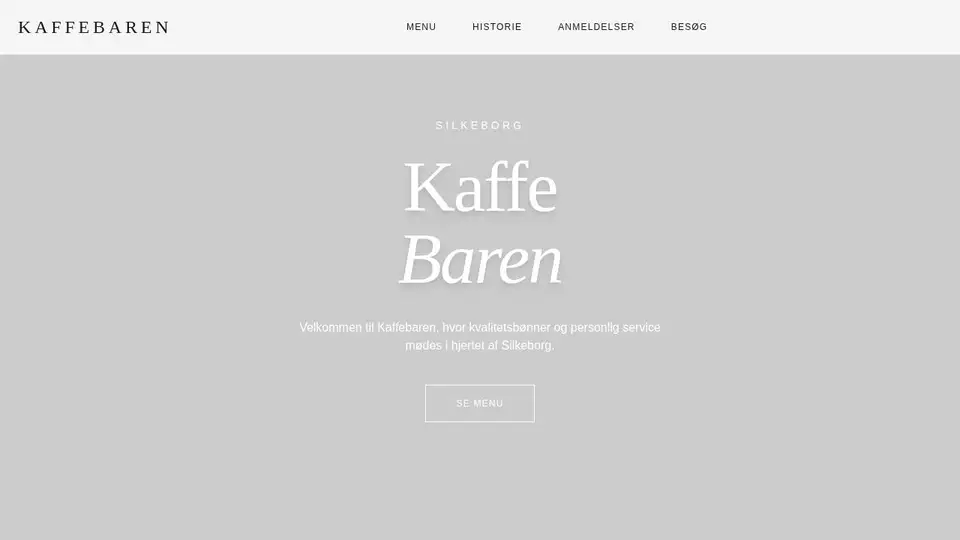 KAFFEBAREN
MENU
HISTORIE
ANMELDELSER
BESØG
SILKEBORG
Kaffe
Baren
Velkommen til Kaffebaren, hvor kvalitetsbønner og personlig service
mødes i hjertet af Silkeborg.
SE MENU